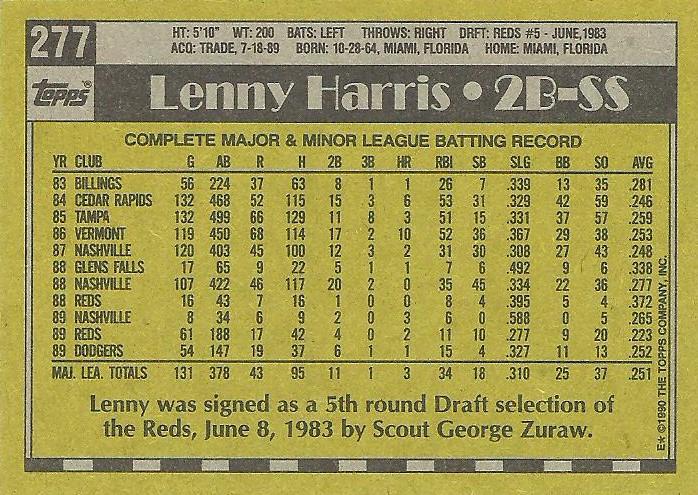 277
HT: 5'10" WT: 200 BATS: LEFT THROWS: RIGHT DRFT: REDS #5 - JUNE,1983
ACQ: TRADE, 7-18-89 BORN: 10-28-64, MIAMI, FLORIDA HOME: MIAMI, FLORIDA
TOPPS® Lenny Harris • 2B-SS
COMPLETE MAJOR & MINOR LEAGUE BATTING RECORD
YR CLUB G AB R H 2B 3B HR RBI SB SLG BB SO AVG
83 BILLINGS 56 224 37 63 8 1 1 26 7 .339 13 35 .281
84 CEDAR RAPIDS 132 468 52 115 15 3 6 53 31 .329 42 59 .246
85 TAMPA 132 499 66 129 11 8 3 51 15 .331 37 57 .259
86 VERMONT 119 450 68 114 17 2 10 52 36 .367 29 38 .253
87 NASHVILLE 120 403 45 100 12 3 2 31 30 .308 27 43 .248
88 GLENS FALLS 17 65 9 22 5 1 1 7 6 .492 9 6 .338
88 NASHVILLE 107 422 46 117 20 2 0 35 45 .334 22 36 .277
88 REDS 16 43 7 16 1 0 0 8 4 .395 5 4 .372
89 NASHVILLE 8 34 6 9 2 0 3 6 0 .588 0 5 .265
89 REDS 61 188 17 42 4 0 2 11 10 .277 9 20 .223
89 DODGERS 54 147 19 37 6 1 1 15 4 .327 11 13 .252
MAJ. LEA. TOTALS 131 378 43 95 11 1 3 34 18 .310 25 37 .251
Lenny was signed as a 5th round Draft selection of
the Reds, June 8, 1983 by Scout George Zuraw.
E* ©1990 THE TOPPS COMPANY, INC.